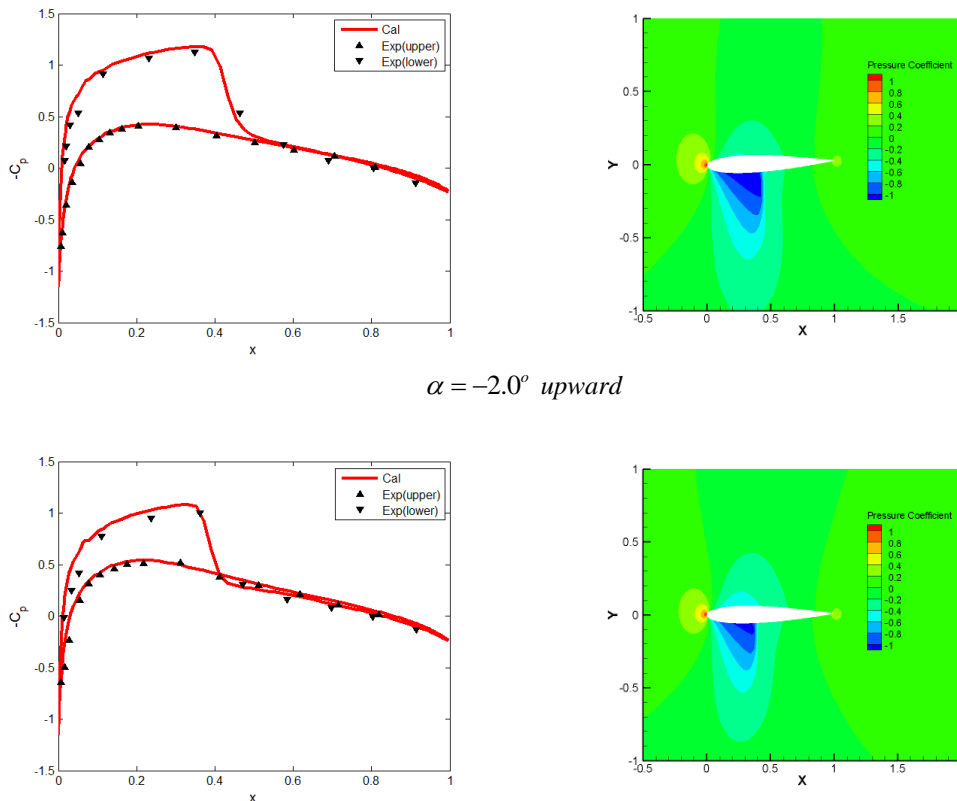 1.5
1
0.5
0
-0.5
-1
-1.5
-Cp
0 0.2 0.4 0.6 0.8 1
x
Cal
Exp(upper)
Exp(lower)
1
0.5
0
-0.5
-1
Y
-0.5 0 0.5 1 1.5
X
Pressure Coefficient
1
0.8
0.6
0.4
0.2
0
-0.2
-0.4
-0.6
-0.8
-1
α = −2.0° upward
1.5
1
0.5
0
-0.5
-1
-1.5
-Cp
0 0.2 0.4 0.6 0.8 1
x
Cal
Exp(upper)
Exp(lower)
1
0.5
0
-0.5
-1
Y
-0.5 0 0.5 1 1.5
X
Pressure Coefficient
1
0.8
0.6
0.4
0.2
0
-0.2
-0.4
-0.6
-0.8
-1